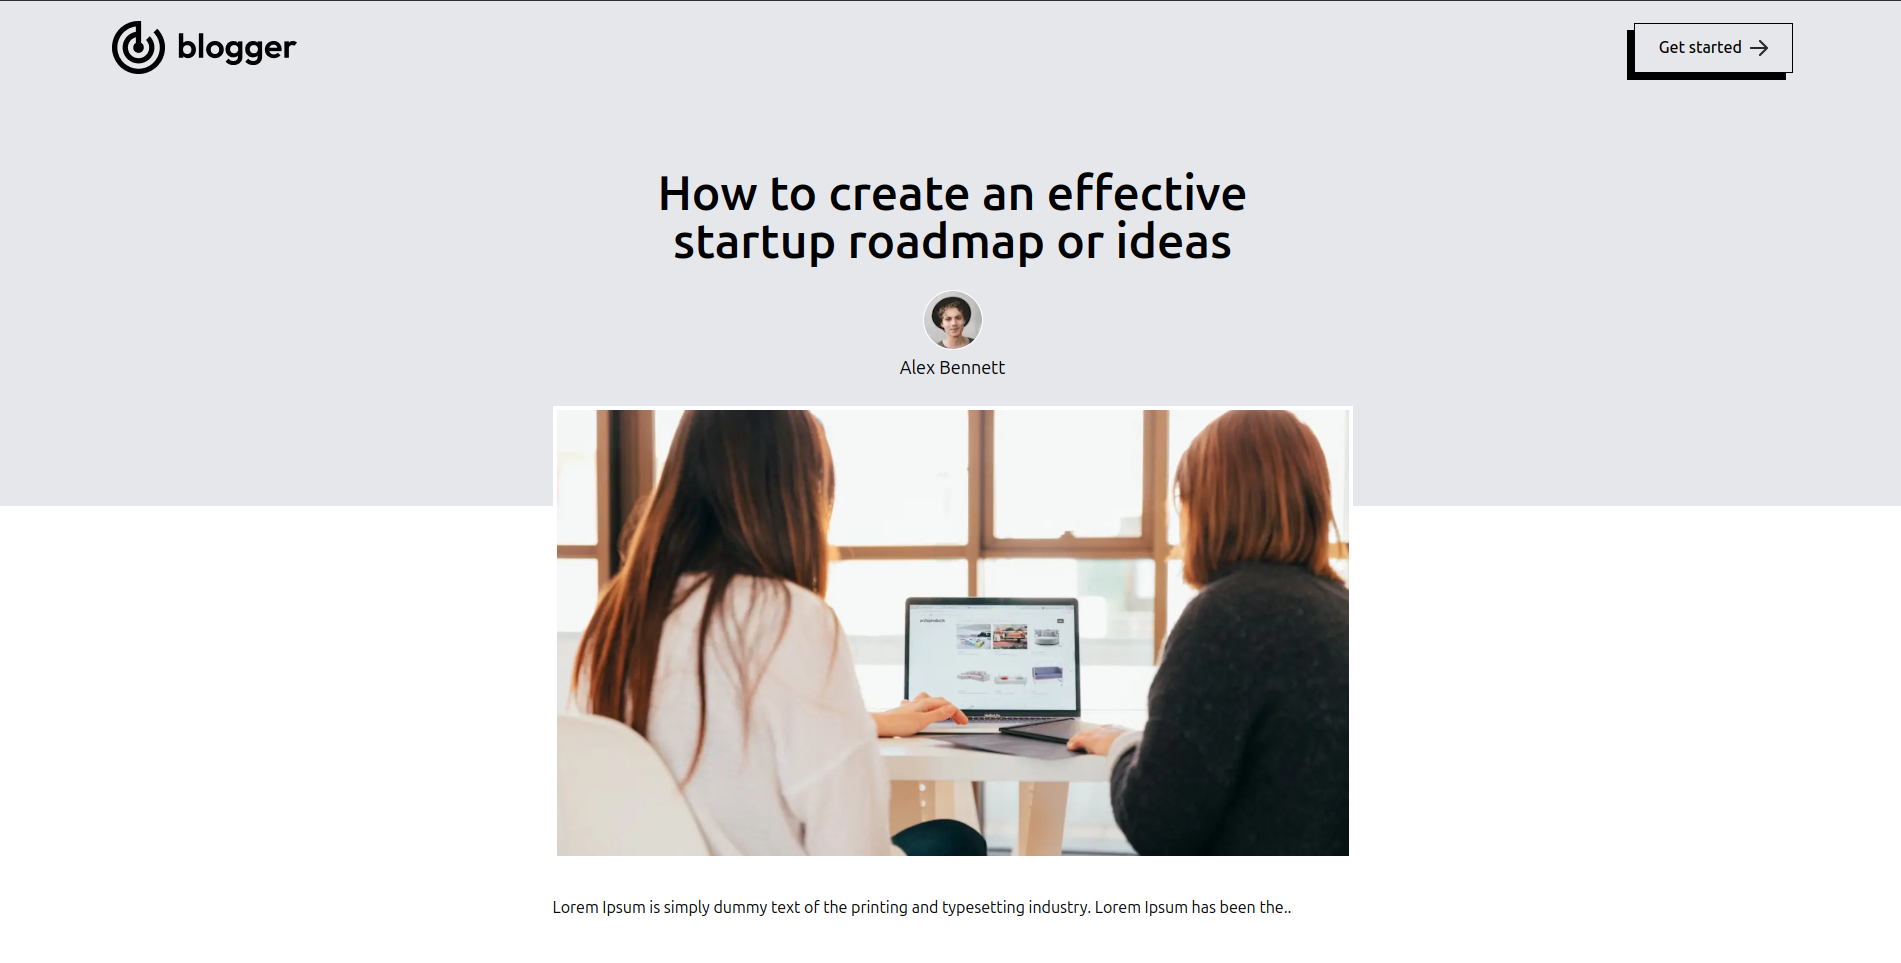 blogger
Get started
How to create an effective
startup roadmap or ideas
Alex Bennett
Lorem Ipsum is simply dummy text of the printing and typesetting industry. Lorem Ipsum has been the..